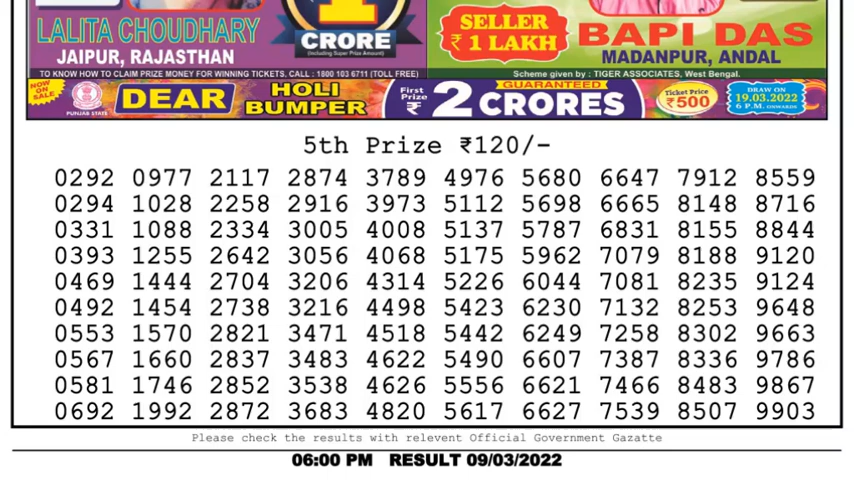 1
CRORE
(Including Super Prize Amount)
LALITA CHOUDHARY
JAIPUR, RAJASTHAN
SELLER
₹ 1 LAKH
BAPI DAS
MADANPUR, ANDAL
TO KNOW HOW TO CLAIM PRIZE MONEY FOR WINNING TICKETS. CALL : 1800 103 6711 (TOLL FREE)
Scheme given by : TIGER ASSOCIATES, West Bengal.
NOW ON SALE
PUNJAB STATE
DEAR
HOLI
BUMPER
First
Prize
₹
2 CRORES
GUARANTEED
Ticket Price
₹500
DRAW ON
19.03.2022
6 P.M. ONWARDS
5th Prize ₹120/-
0292 0977 2117 2874 3789 4976 5680 6647 7912 8559
0294 1028 2258 2916 3973 5112 5698 6665 8148 8716
0331 1088 2334 3005 4008 5137 5787 6831 8155 8844
0393 1255 2642 3056 4068 5175 5962 7079 8188 9120
0469 1444 2704 3206 4314 5226 6044 7081 8235 9124
0492 1454 2738 3216 4498 5423 6230 7132 8253 9648
0553 1570 2821 3471 4518 5442 6249 7258 8302 9663
0567 1660 2837 3483 4622 5490 6607 7387 8336 9786
0581 1746 2852 3538 4626 5556 6621 7466 8483 9867
0692 1992 2872 3683 4820 5617 6627 7539 8507 9903
Please check the results with relevent Official Government Gazatte
06:00 PM RESULT 09/03/2022